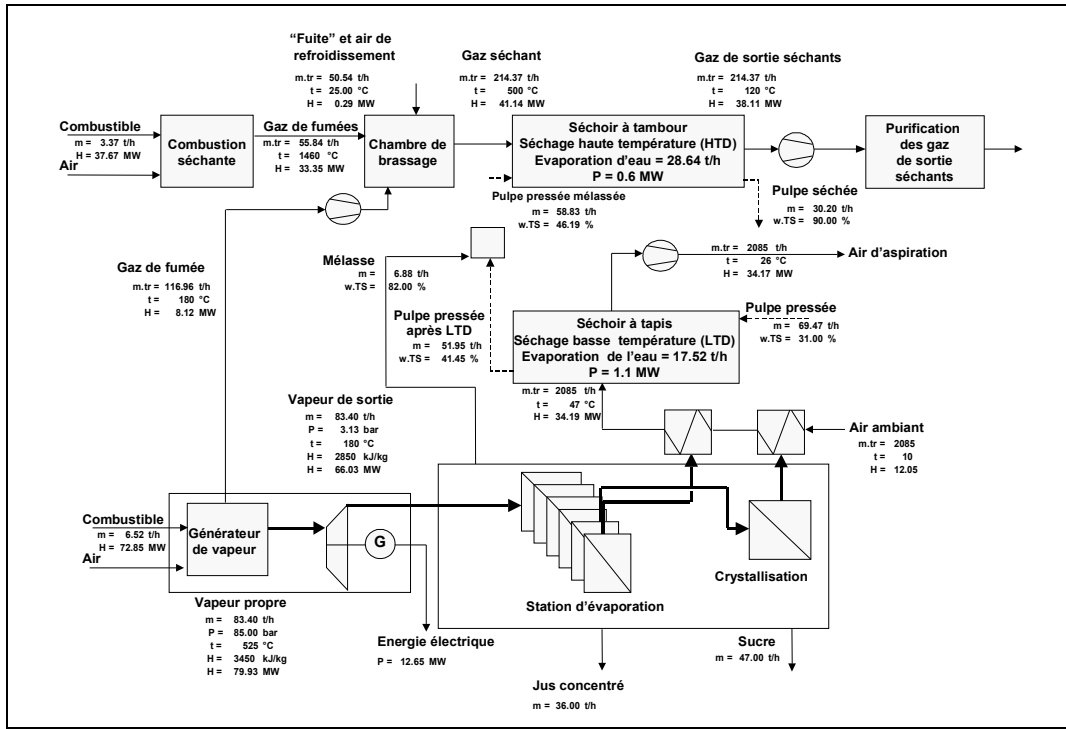 “Fuite” et air de
refroidissement
m.tr = 50.54 t/h
t = 25.00 °C
H = 0.29 MW
Gaz séchant
m.tr = 214.37 t/h
t = 500 °C
H = 41.14 MW
Gaz de sortie séchants
m.tr = 214.37 t/h
t = 120 °C
H = 38.11 MW
Combustible
m = 3.37 t/h
H = 37.67 MW
Air
Combustion
séchante
Gaz de fumées
m.tr = 55.84 t/h
t = 1460 °C
H = 33.35 MW
Chambre de
brassage
Séchoir à tambour
Séchage haute température (HTD)
Evaporation d'eau = 28.64 t/h
P = 0.6 MW
Purification
des gaz
de sortie
séchants
Pulpe pressée mélassée
m = 58.83 t/h
w.TS = 46.19 %
Pulpe séchée
m = 30.20 t/h
w.TS = 90.00 %
Gaz de fumée
m.tr = 116.96 t/h
t = 180 °C
H = 8.12 MW
Mélasse
m = 6.88 t/h
w.TS = 82.00 %
m.tr = 2085 t/h
t = 26 °C
H = 34.17 MW
Air d'aspiration
Pulpe pressée
après LTD
m = 51.95 t/h
w.TS = 41.45 %
Séchoir à tapis
Séchage basse température (LTD)
Evaporation de l'eau = 17.52 t/h
P = 1.1 MW
Pulpe pressée
m = 69.47 t/h
w.TS = 31.00 %
m.tr = 2085 t/h
t = 47 °C
H = 34.19 MW
Vapeur de sortie
m = 83.40 t/h
P = 3.13 bar
t = 180 °C
H = 2850 kJ/kg
H = 66.03 MW
Air ambiant
m.tr = 2085
t = 10
H = 12.05
Combustible
m = 6.52 t/h
H = 72.85 MW
Air
Générateur
de vapeur
G
Station d'évaporation
Crystallisation
Vapeur propre
m = 83.40 t/h
P = 85.00 bar
t = 525 °C
H = 3450 kJ/kg
H = 79.93 MW
Energie électrique
P = 12.65 MW
Sucre
m = 47.00 t/h
Jus concentré
m = 36.00 t/h